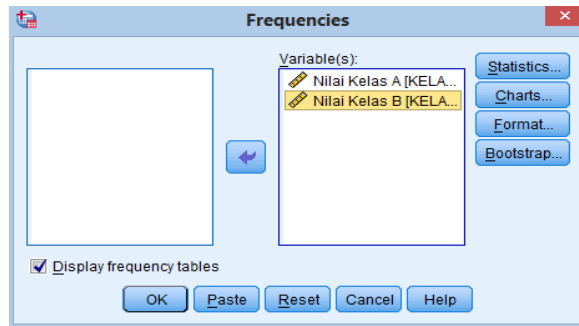 Frequencies
Variable(s):
Nilai Kelas A [KELA...
Nilai Kelas B [KELA...
Statistics...
Charts...
Format...
Bootstrap...
Display frequency tables
OK Paste Reset Cancel Help